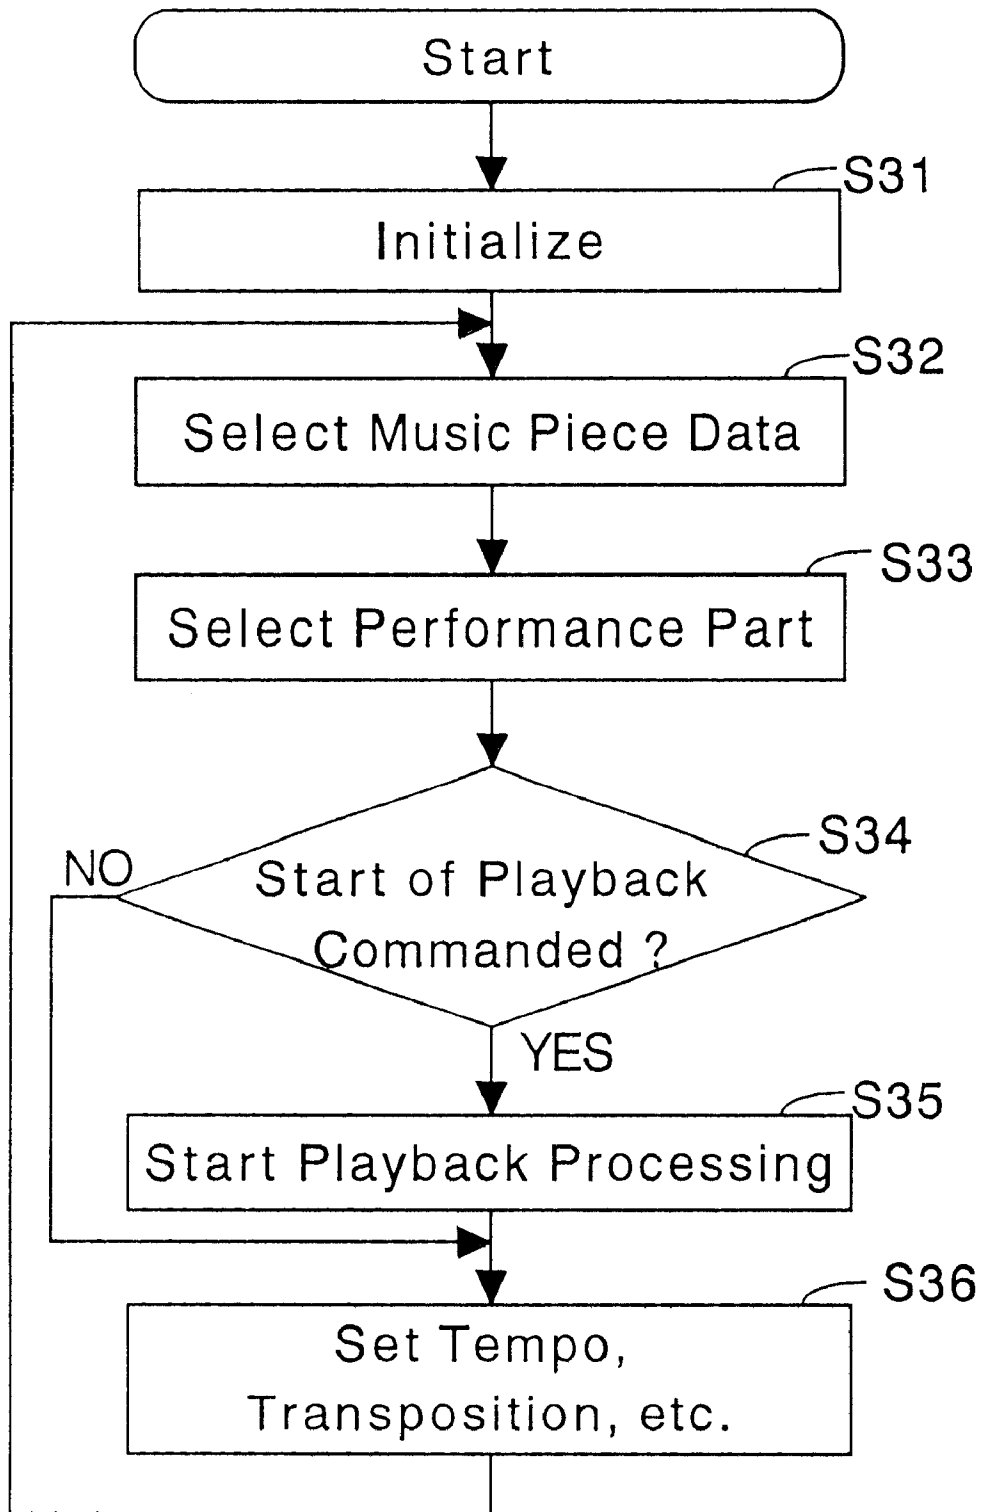 Start
S31
Initialize
S32
Select Music Piece Data
S33
Select Performance Part
S34
NO
Start of Playback
Commanded ?
YES
S35
Start Playback Processing
S36
Set Tempo,
Transposition, etc.